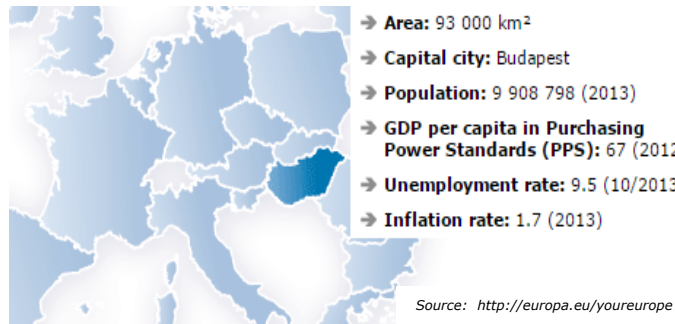 Area: 93 000 km²
Capital city: Budapest
Population: 9 908 798 (2013)
GDP per capita in Purchasing
Power Standards (PPS): 67 (2012
Unemployment rate: 9.5 (10/2013
Inflation rate: 1.7 (2013)
Source: http://europa.eu/youreurope